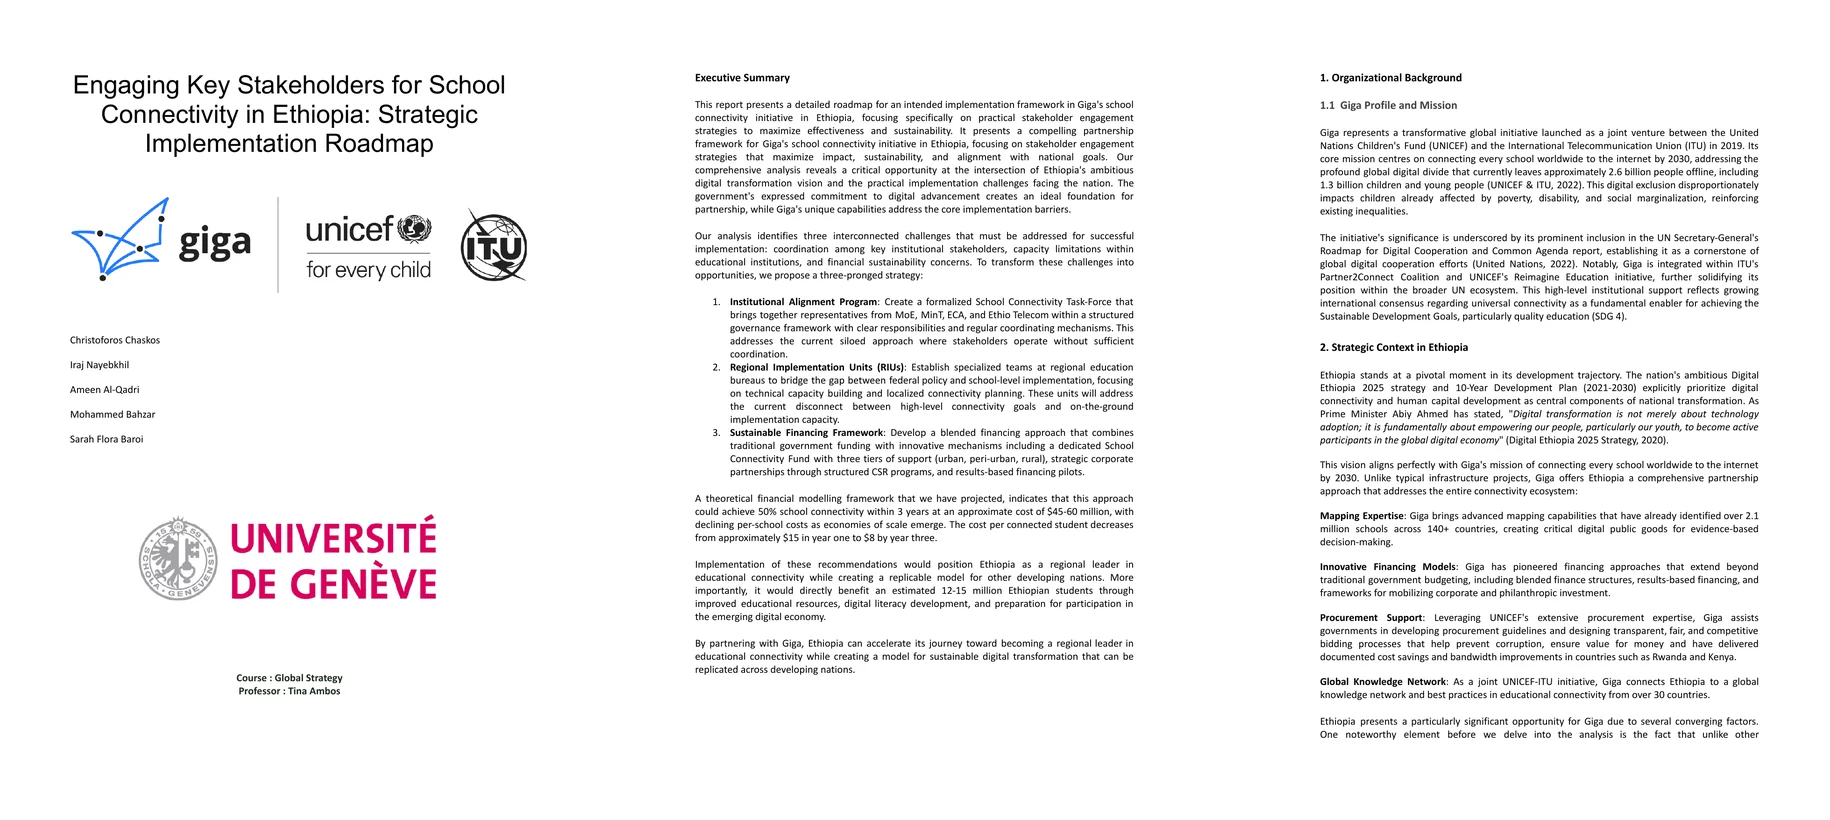 Engaging Key Stakeholders for School
Connectivity in Ethiopia: Strategic
Implementation Roadmap
giga
unicef
for every child
ITU
Christoforos Chaskos
Iraj Nayebkhil
Ameen Al-Qadri
Mohammed Bahzar
Sarah Flora Baroi
SCHOLA GENEVENSIS
1559
UNIVERSITÉ
DE GENÈVE
Course : Global Strategy
Professor : Tina Ambos
Executive Summary
This report presents a detailed roadmap for an intended implementation framework in Giga's school
connectivity initiative in Ethiopia, focusing specifically on practical stakeholder engagement
strategies to maximize effectiveness and sustainability. It presents a compelling partnership
framework for Giga's school connectivity initiative in Ethiopia, focusing on stakeholder engagement
strategies that maximize impact, sustainability, and alignment with national goals. Our
comprehensive analysis reveals a critical opportunity at the intersection of Ethiopia's ambitious
digital transformation vision and the practical implementation challenges facing the nation. The
government's expressed commitment to digital advancement creates an ideal foundation for
partnership, while Giga's unique capabilities address the core implementation barriers.
Our analysis identifies three interconnected challenges that must be addressed for successful
implementation: coordination among key institutional stakeholders, capacity limitations within
educational institutions, and financial sustainability concerns. To transform these challenges into
opportunities, we propose a three-pronged strategy:
1. Institutional Alignment Program: Create a formalized School Connectivity Task-Force that
brings together representatives from MoE, MinT, ECA, and Ethio Telecom within a structured
governance framework with clear responsibilities and regular coordinating mechanisms. This
addresses the current siloed approach where stakeholders operate without sufficient
coordination.
2. Regional Implementation Units (RIUs): Establish specialized teams at regional education
bureaus to bridge the gap between federal policy and school-level implementation, focusing
on technical capacity building and localized connectivity planning. These units will address
the current disconnect between high-level connectivity goals and on-the-ground
implementation capacity.
3. Sustainable Financing Framework: Develop a blended financing approach that combines
traditional government funding with innovative mechanisms including a dedicated School
Connectivity Fund with three tiers of support (urban, peri-urban, rural), strategic corporate
partnerships through structured CSR programs, and results-based financing pilots.
A theoretical financial modelling framework that we have projected, indicates that this approach
could achieve 50% school connectivity within 3 years at an approximate cost of $45-60 million, with
declining per-school costs as economies of scale emerge. The cost per connected student decreases
from approximately $15 in year one to $8 by year three.
Implementation of these recommendations would position Ethiopia as a regional leader in
educational connectivity while creating a replicable model for other developing nations. More
importantly, it would directly benefit an estimated 12-15 million Ethiopian students through
improved educational resources, digital literacy development, and preparation for participation in
the emerging digital economy.
By partnering with Giga, Ethiopia can accelerate its journey toward becoming a regional leader in
educational connectivity while creating a model for sustainable digital transformation that can be
replicated across developing nations.
1. Organizational Background
1.1 Giga Profile and Mission
Giga represents a transformative global initiative launched as a joint venture between the United
Nations Children's Fund (UNICEF) and the International Telecommunication Union (ITU) in 2019. Its
core mission centres on connecting every school worldwide to the internet by 2030, addressing the
profound global digital divide that currently leaves approximately 2.6 billion people offline, including
1.3 billion children and young people (UNICEF & ITU, 2022). This digital exclusion disproportionately
impacts children already affected by poverty, disability, and social marginalization, reinforcing
existing inequalities.
The initiative's significance is underscored by its prominent inclusion in the UN Secretary-General's
Roadmap for Digital Cooperation and Common Agenda report, establishing it as a cornerstone of
global digital cooperation efforts (United Nations, 2022). Notably, Giga is integrated within ITU's
Partner2Connect Coalition and UNICEF's Reimagine Education initiative, further solidifying its
position within the broader UN ecosystem. This high-level institutional support reflects growing
international consensus regarding universal connectivity as a fundamental enabler for achieving the
Sustainable Development Goals, particularly quality education (SDG 4).
2. Strategic Context in Ethiopia
Ethiopia stands at a pivotal moment in its development trajectory. The nation's ambitious Digital
Ethiopia 2025 strategy and 10-Year Development Plan (2021-2030) explicitly prioritize digital
connectivity and human capital development as central components of national transformation. As
Prime Minister Abiy Ahmed has stated, "Digital transformation is not merely about technology
adoption; it is fundamentally about empowering our people, particularly our youth, to become active
participants in the global digital economy" (Digital Ethiopia 2025 Strategy, 2020).
This vision aligns perfectly with Giga's mission of connecting every school worldwide to the internet
by 2030. Unlike typical infrastructure projects, Giga offers Ethiopia a comprehensive partnership
approach that addresses the entire connectivity ecosystem:
Mapping Expertise: Giga brings advanced mapping capabilities that have already identified over 2.1
million schools across 140+ countries, creating critical digital public goods for evidence-based
decision-making.
Innovative Financing Models: Giga has pioneered financing approaches that extend beyond
traditional government budgeting, including blended finance structures, results-based financing, and
frameworks for mobilizing corporate and philanthropic investment.
Procurement Support: Leveraging UNICEF's extensive procurement expertise, Giga assists
governments in developing procurement guidelines and designing transparent, fair, and competitive
bidding processes that help prevent corruption, ensure value for money and have delivered
documented cost savings and bandwidth improvements in countries such as Rwanda and Kenya.
Global Knowledge Network: As a joint UNICEF-ITU initiative, Giga connects Ethiopia to a global
knowledge network and best practices in educational connectivity from over 30 countries.
Ethiopia presents a particularly significant opportunity for Giga due to several converging factors.
One noteworthy element before we delve into the analysis is the fact that unlike other